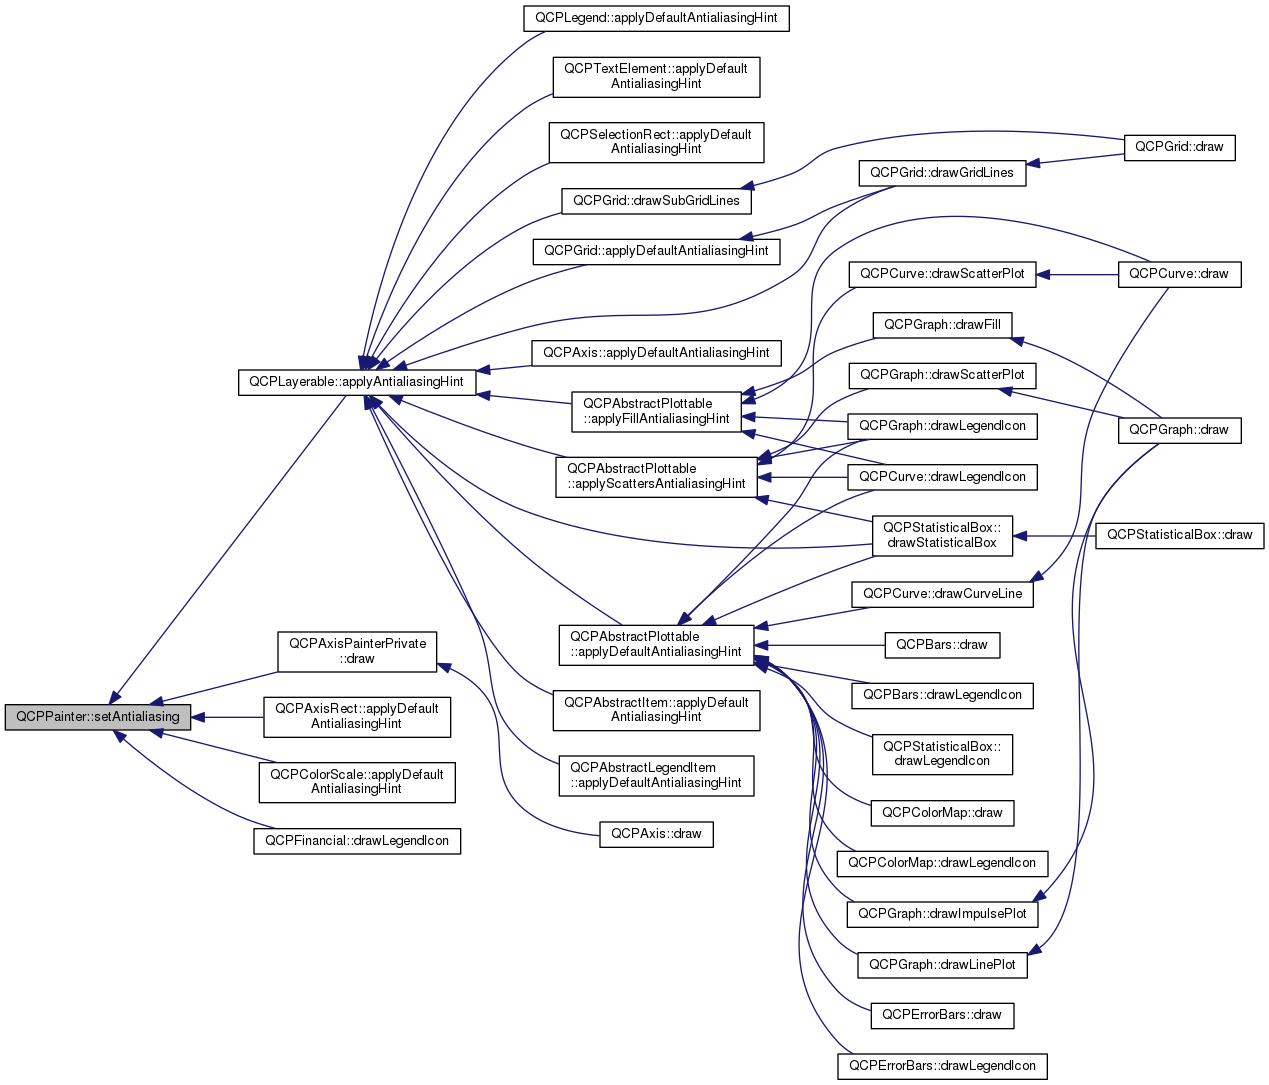 QCPLegend::applyDefaultAntialiasingHint
QCPTextElement::applyDefault
AntialiasingHint
QCPSelectionRect::applyDefault
AntialiasingHint
QCPGrid::draw
QCPGrid::drawGridLines
QCPGrid::drawSubGridLines
QCPGrid::applyDefaultAntialiasingHint
QCPCurve::drawScatterPlot
QCPCurve::draw
QCPGraph::drawFill
QCPAxis::applyDefaultAntialiasingHint
QCPGraph::drawScatterPlot
QCPLayerable::applyAntialiasingHint
QCPAbstractPlottable
::applyFillAntialiasingHint
QCPGraph::drawLegendIcon
QCPGraph::draw
QCPAbstractPlottable
::applyScattersAntialiasingHint
QCPCurve::drawLegendIcon
QCPStatisticalBox::
drawStatisticalBox
QCPStatisticalBox::draw
QCPCurve::drawCurveLine
QCPAxisPainterPrivate
::draw
QCPAbstractPlottable
::applyDefaultAntialiasingHint
QCPBars::draw
QCPBars::drawLegendIcon
QCPPainter::setAntialiasing
QCPAxisRect::applyDefault
AntialiasingHint
QCPAbstractItem::applyDefault
AntialiasingHint
QCPStatisticalBox::
drawLegendIcon
QCPColorScale::applyDefault
AntialiasingHint
QCPAbstractLegendItem
::applyDefaultAntialiasingHint
QCPColorMap::draw
QCPFinancial::drawLegendIcon
QCPAxis::draw
QCPColorMap::drawLegendIcon
QCPGraph::drawImpulsePlot
QCPGraph::drawLinePlot
QCPErrorBars::draw
QCPErrorBars::drawLegendIcon